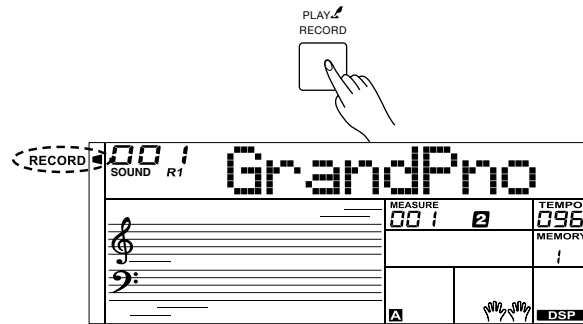 PLAY/
RECORD
RECORD
001 GrandPno
SOUND R1
MEASURE TEMPO
001 2 096
MEMORY
1
A DSP